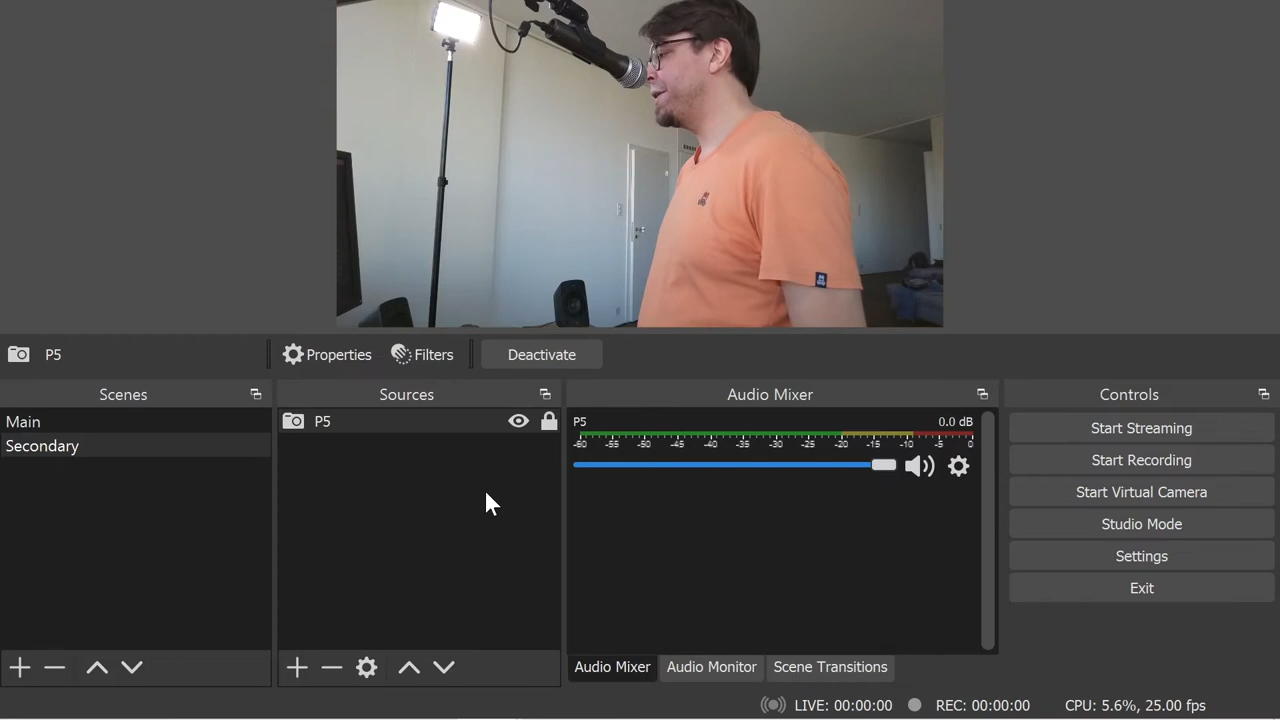 P5
Properties
Filters
Deactivate
Scenes
Sources
Audio Mixer
Controls
Main
Secondary
P5
P5
0.0 dB
-60 -55 -50 -45 -40 -35 -30 -25 -20 -15 -10 -5 0
Start Streaming
Start Recording
Start Virtual Camera
Studio Mode
Settings
Exit
Audio Mixer
Audio Monitor
Scene Transitions
LIVE: 00:00:00
REC: 00:00:00
CPU: 5.6%, 25.00 fps